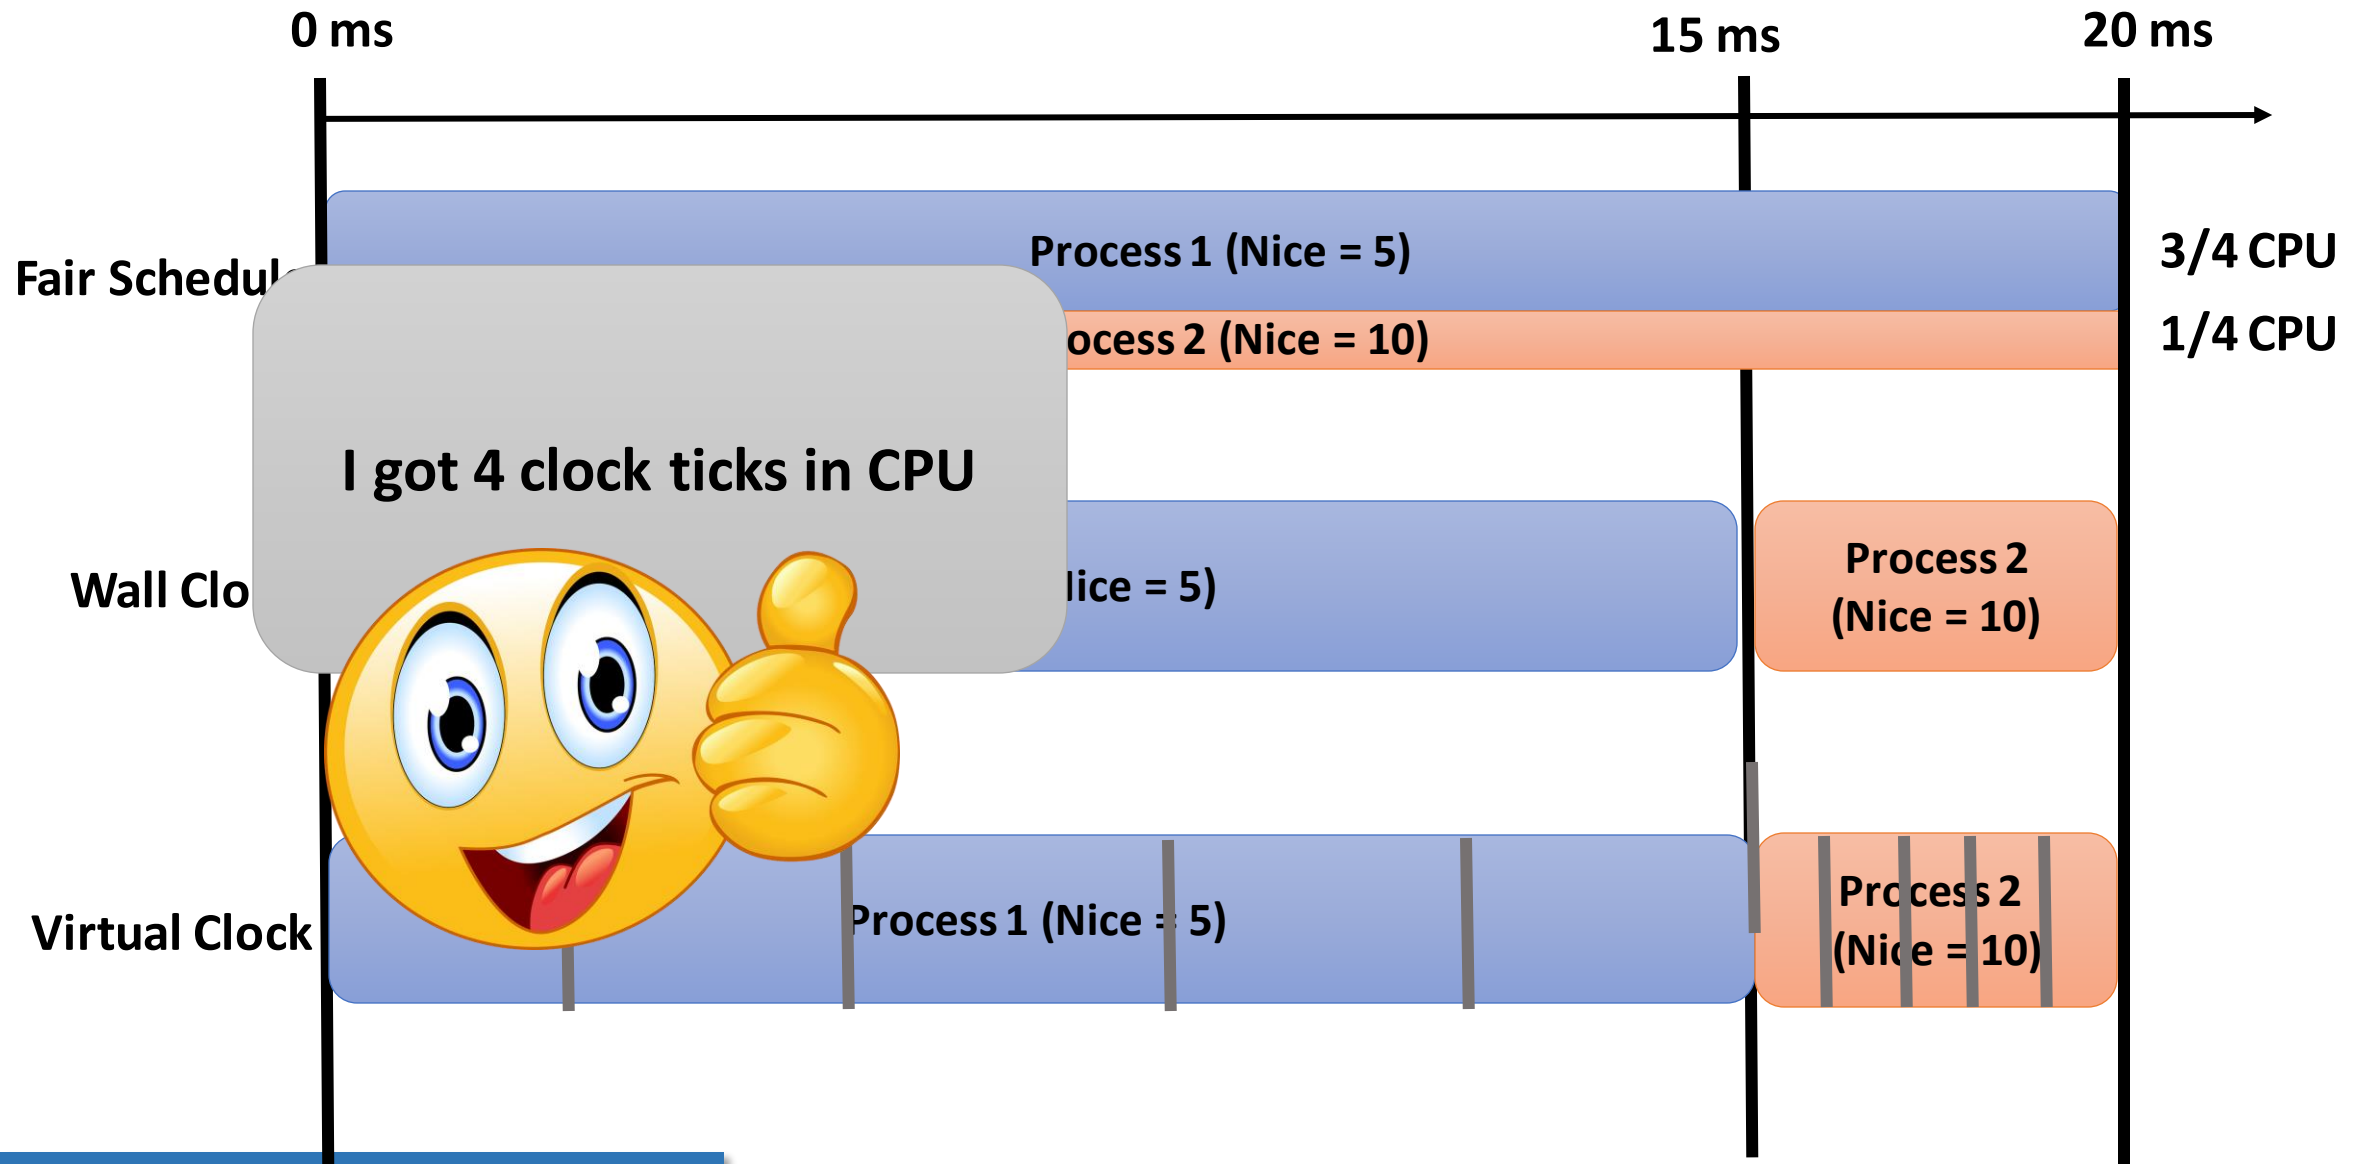 0 ms
15 ms
20 ms
Process 1 (Nice = 5)
3/4 CPU
Fair Schedul
ocess 2 (Nice = 10)
1/4 CPU
I got 4 clock ticks in CPU
Wall Clo
ice = 5)
Process 2
(Nice = 10)
Virtual Clock
Process 1 (Nice = 5)
Process 2
(Nice = 10)